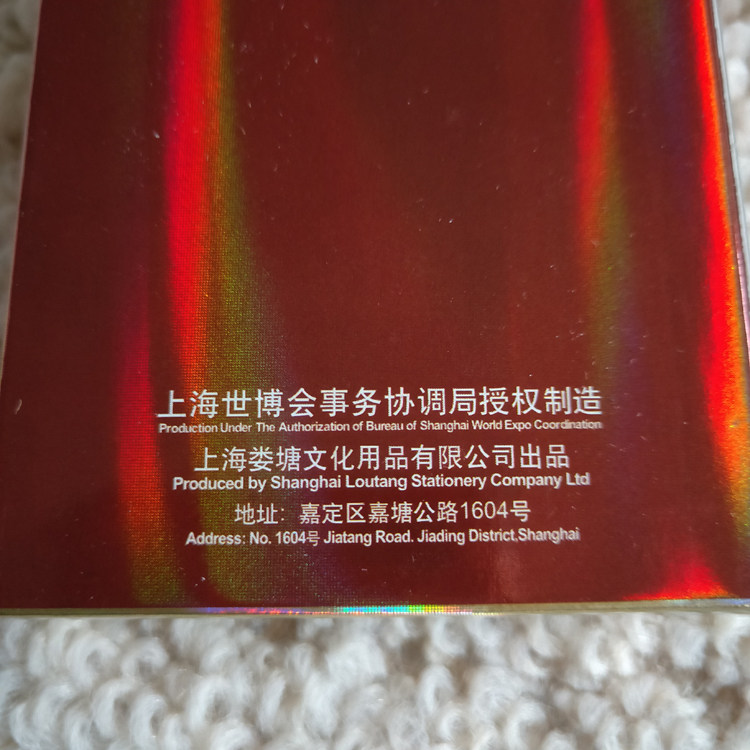 上海世博会事务协调局授权制造
Production Under The Authorization of Bureau of Shanghai World Expo Coordination
上海娄塘文化用品有限公司出品
Produced by Shanghai Loutang Stationery Company Ltd
地址: 嘉定区嘉塘公路1604号
Address: No. 1604号 Jiatang Road. Jiading District,Shanghai